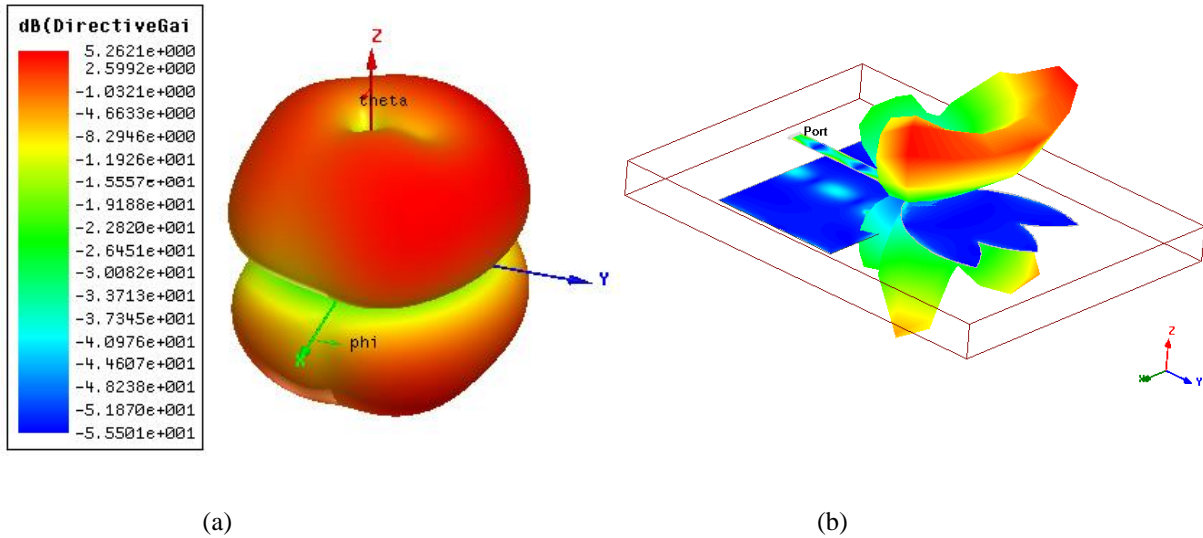 dB(DirectiveGai
5.2621e+000
2.5992e+000
-1.0321e+000
-4.6633e+000
-8.2946e+000
-1.1926e+001
-1.5557e+001
-1.9188e+001
-2.2820e+001
-2.6451e+001
-3.0082e+001
-3.3713e+001
-3.7345e+001
-4.0976e+001
-4.4607e+001
-4.8238e+001
-5.1870e+001
-5.5501e+001
Z
theta
Y
phi
X
Port
Z
X
Y
(a)
(b)